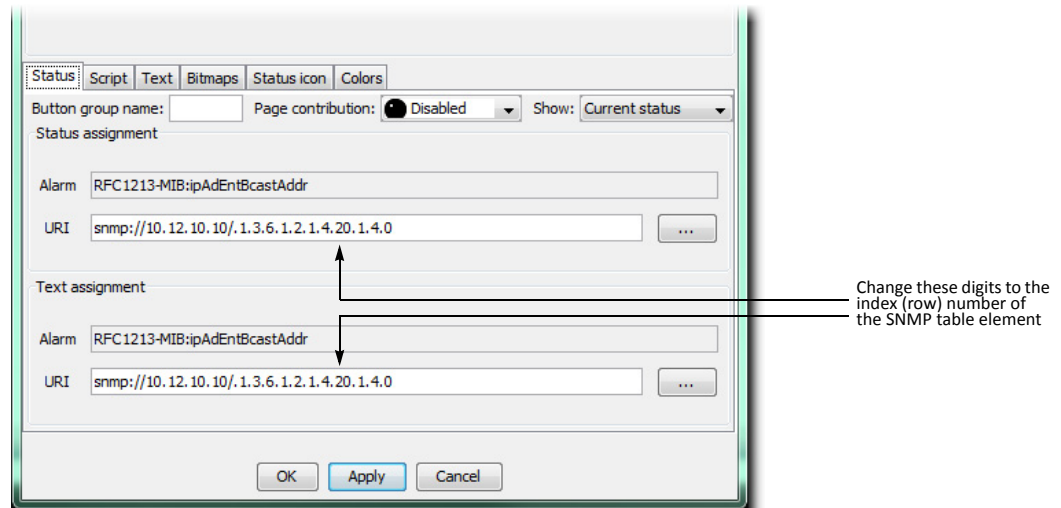 Status Script Text Bitmaps Status icon Colors
Button group name: Page contribution: Disabled Show: Current status
Status assignment
Alarm RFC1213-MIB:ipAdEntBcastAddr
URI snmp://10.12.10.10/.1.3.6.1.2.1.4.20.1.4.0 ...
Text assignment
Change these digits to the
index (row) number of
the SNMP table element
Alarm RFC1213-MIB:ipAdEntBcastAddr
URI snmp://10.12.10.10/.1.3.6.1.2.1.4.20.1.4.0 ...
OK Apply Cancel